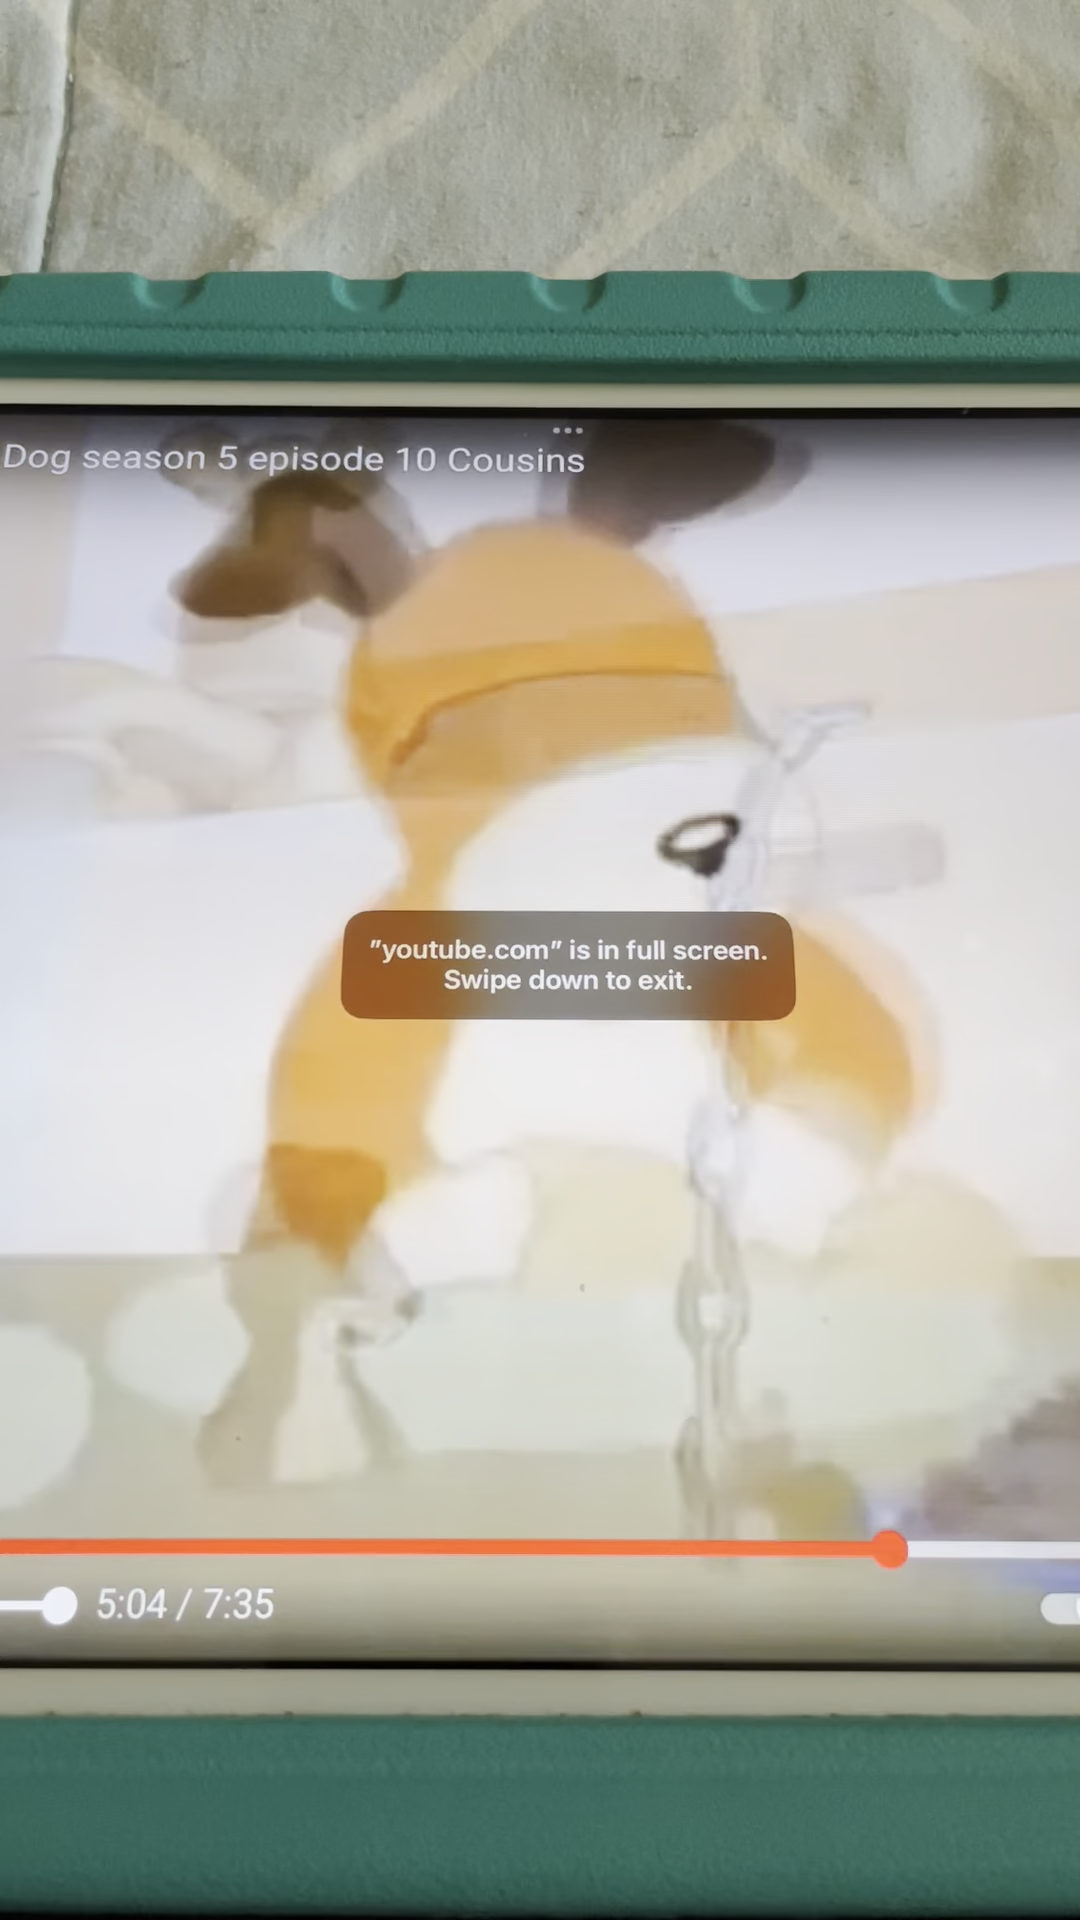 Dog season 5 episode 10 Cousins
"youtube.com" is in full screen.
Swipe down to exit.
5:04 / 7:35